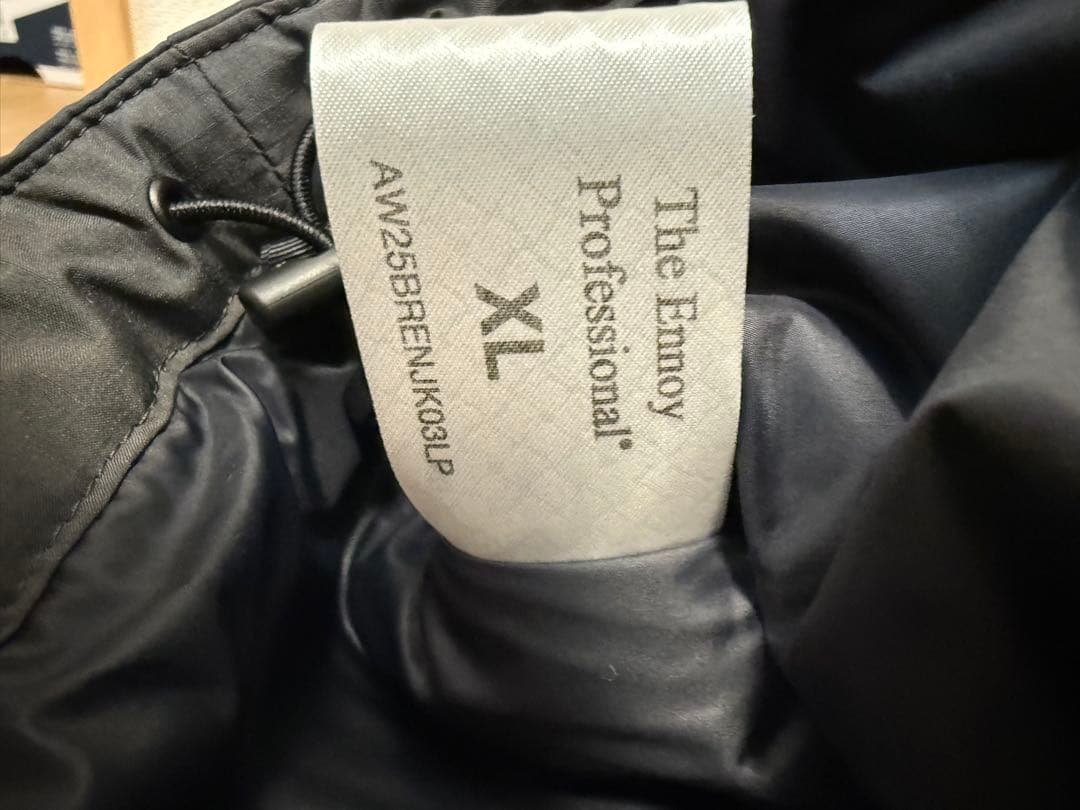 The Ennoy
Professional®
XL
AW25BRENJK03LP